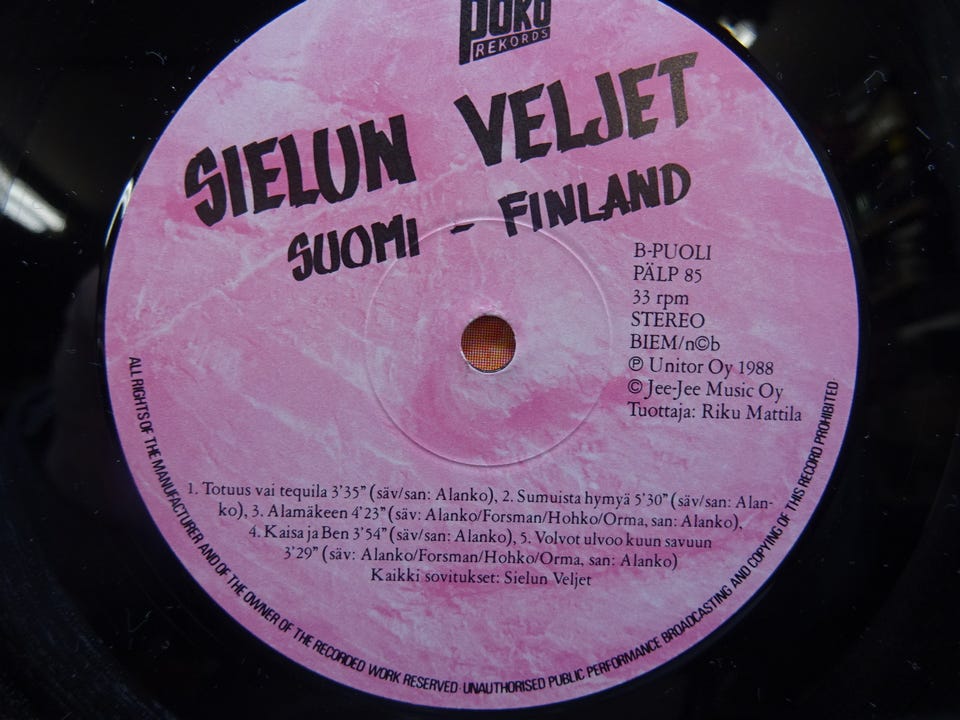 POKO
REKORDS
SIELUN VELJET
SUOMI - FINLAND
B-PUOLI
PÄLP 85
33 rpm
STEREO
BIEM/n©b
℗ Unitor Oy 1988
© Jee-Jee Music Oy
Tuottaja: Riku Mattila
1. Totuus vai tequila 3'35" (säv/san: Alanko), 2. Sumuista hymyä 5'30" (säv/san: Alan-
ko), 3. Alamäkeen 4'23" (säv: Alanko/Forsman/Hohko/Orma, san: Alanko),
4. Kaisa ja Ben 3'54" (säv/san: Alanko), 5. Volvot ulvoo kuun savuun
3'29" (säv: Alanko/Forsman/Hohko/Orma, san: Alanko)
Kaikki sovitukset: Sielun Veljet
ALL RIGHTS OF THE MANUFACTURER AND OF THE OWNER OF THE RECORDED WORK RESERVED · UNAUTHORISED PUBLIC PERFORMANCE BROADCASTING AND COPYING OF THIS RECORD PROHIBITED.